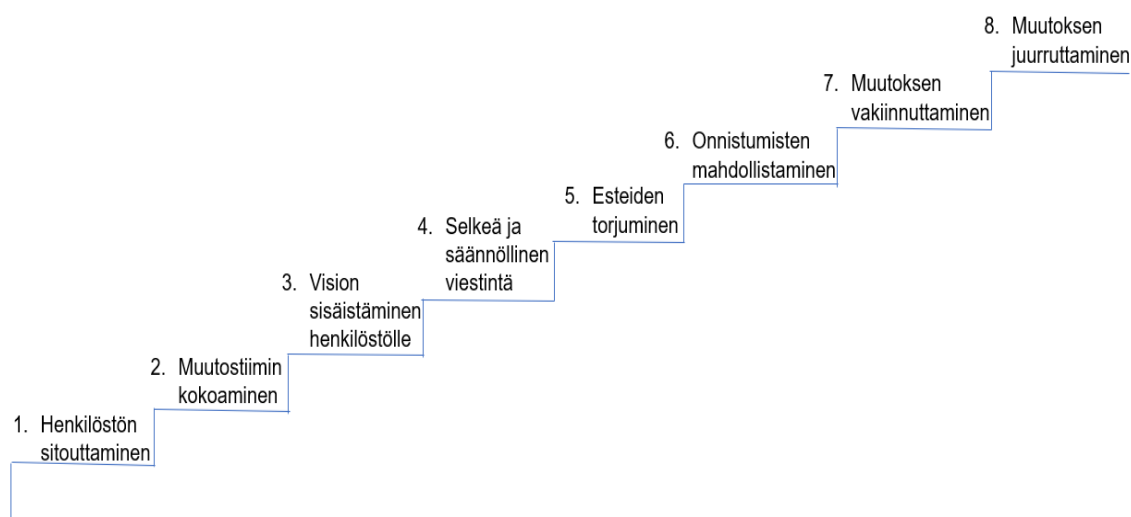 1. Henkilöstön
sitouttaminen
2. Muutostiimin
kokoaminen
3. Vision
sisäistäminen
henkilöstölle
4. Selkeä ja
säännöllinen
viestintä
5. Esteiden
torjuminen
6. Onnistumisten
mahdollistaminen
7. Muutoksen
vakiinnuttaminen
8. Muutoksen
juurruttaminen